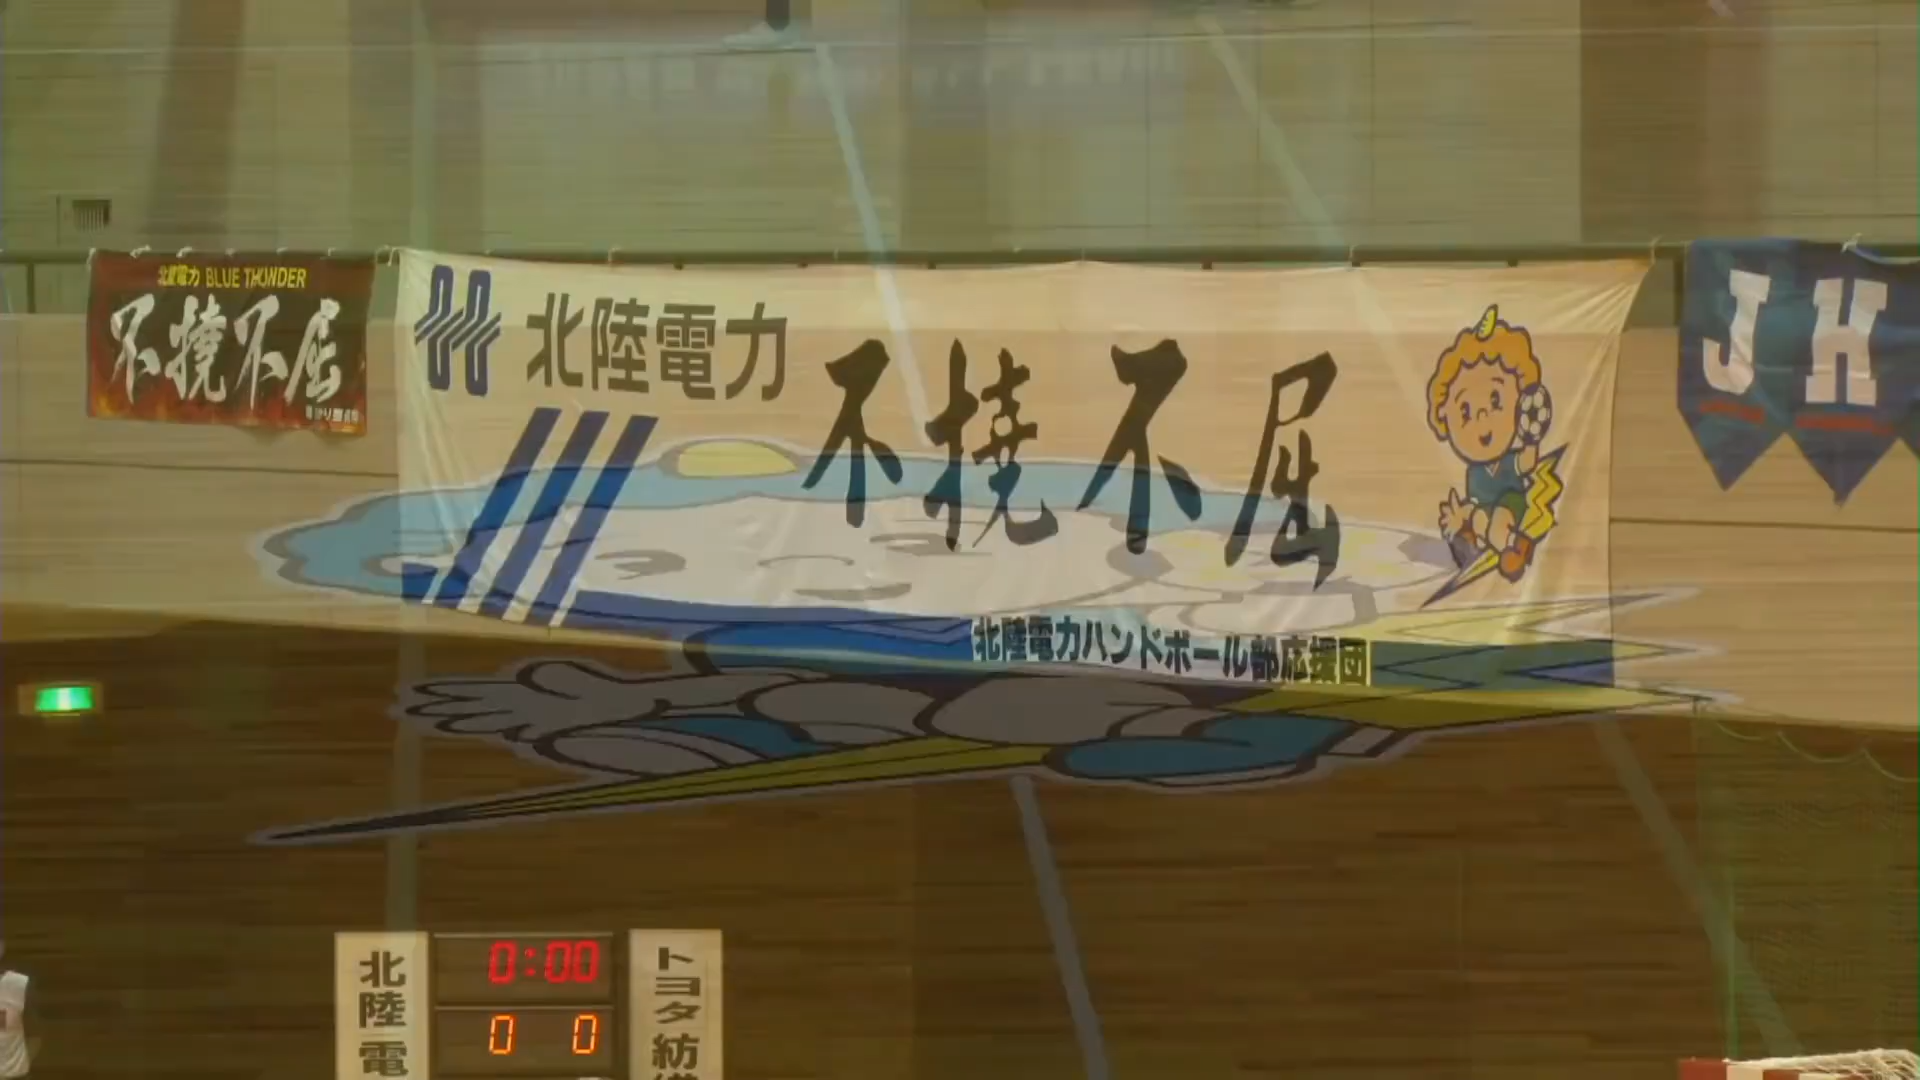 北陸電力 BLUE THUNDER
不撓不屈
北陸電力
不撓不屈
北陸電力ハンドボール部応援団
JH
北陸電
0:00
0 0
トヨタ紡